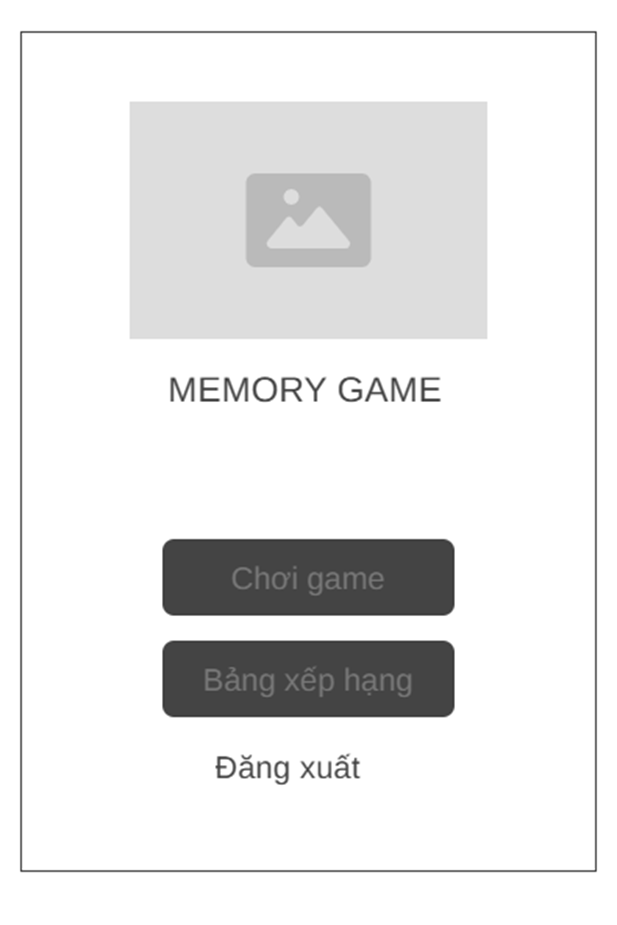 MEMORY GAME
Chơi game
Bảng xếp hạng
Đăng xuất